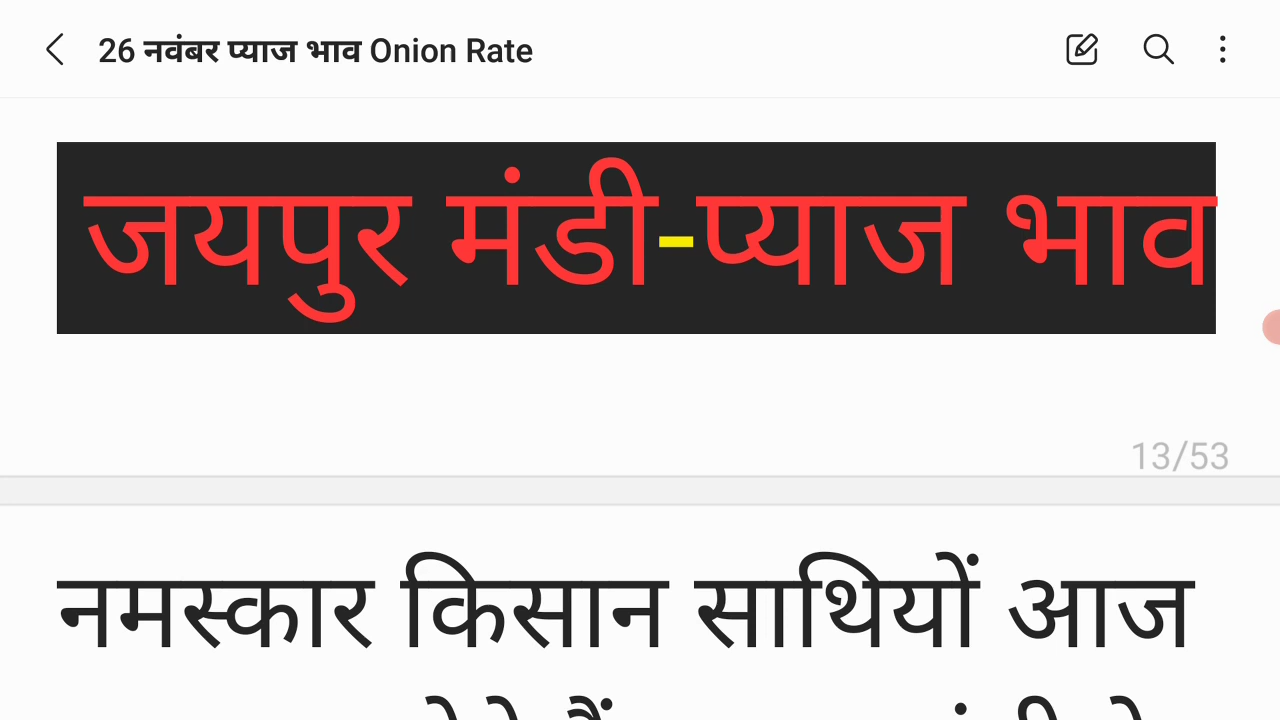 26 नवंबर प्याज भाव Onion Rate
जयपुर मंडी-प्याज भाव
13/53
नमस्कार किसान साथियों आज